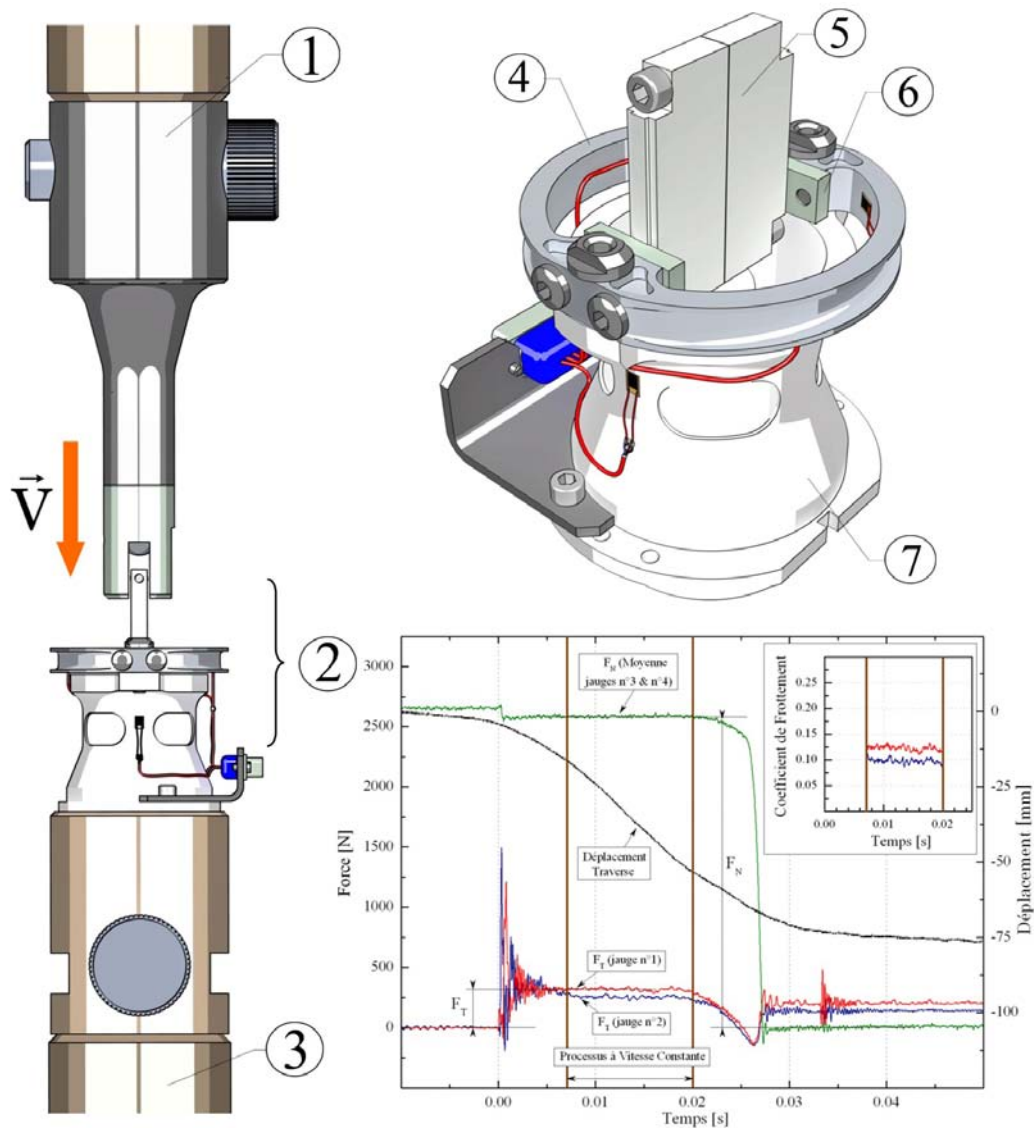 1
V
2
3
4
5
6
7
F_N (Moyenne
jauges n°3 & n°4)
Déplacement
Traverse
F_N
F_T
F_T (jauge n°1)
F_T (jauge n°2)
Processus à Vitesse Constante
Force [N]
3000
2500
2000
1500
1000
500
0
0.00
0.01
0.02
0.03
0.04
Temps [s]
0
-25
-50
-75
-100
Déplacement [mm]
Coefficient de Frottement
0.25
0.20
0.15
0.10
0.00
0.01
0.02
Temps [s]